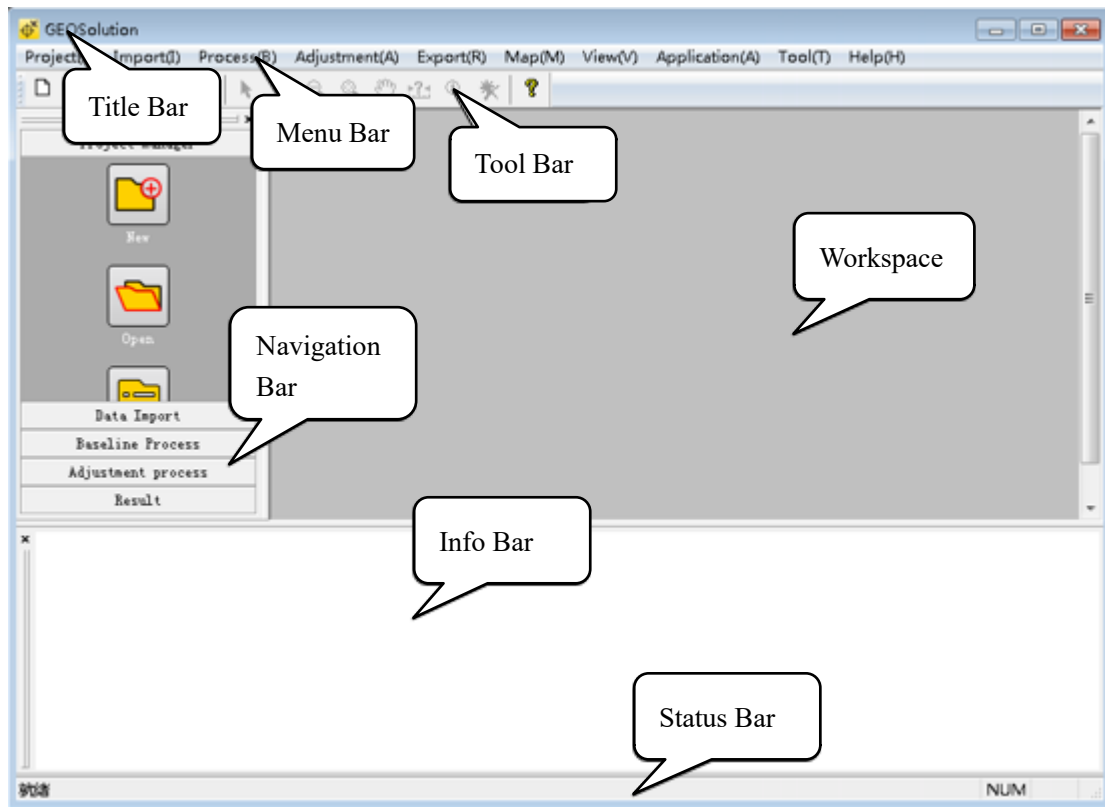 GEOSolution
Import(I) Process(B) Adjustment(A) Export(R) Map(M) View(V) Application(A) Tool(T) Help(H)
Title Bar
Menu Bar
Tool Bar
New
Workspace
Open
Navigation
Bar
Data Import
Baseline Process
Adjustment process
Result
Info Bar
Status Bar
就绪 NUM